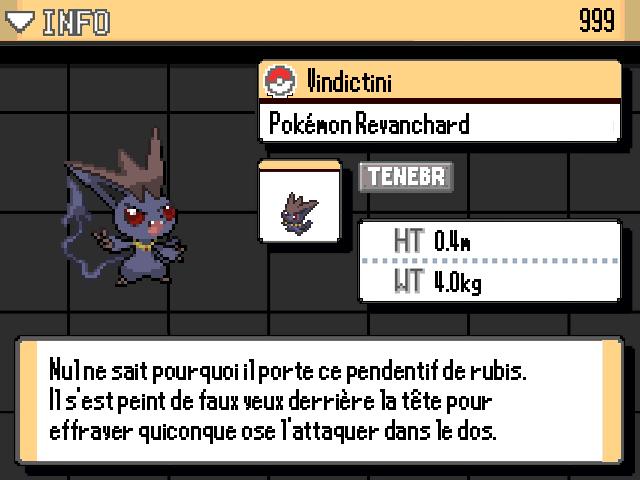 INFO
999
Vindictini
Pokémon Revanchard
TENEBR
HT 0.4m
WT 4.0kg
Nul ne sait pourquoi il porte ce pendentif de rubis.
Il s'est peint de faux yeux derrière la tête pour
effrayer quiconque ose l'attaquer dans le dos.